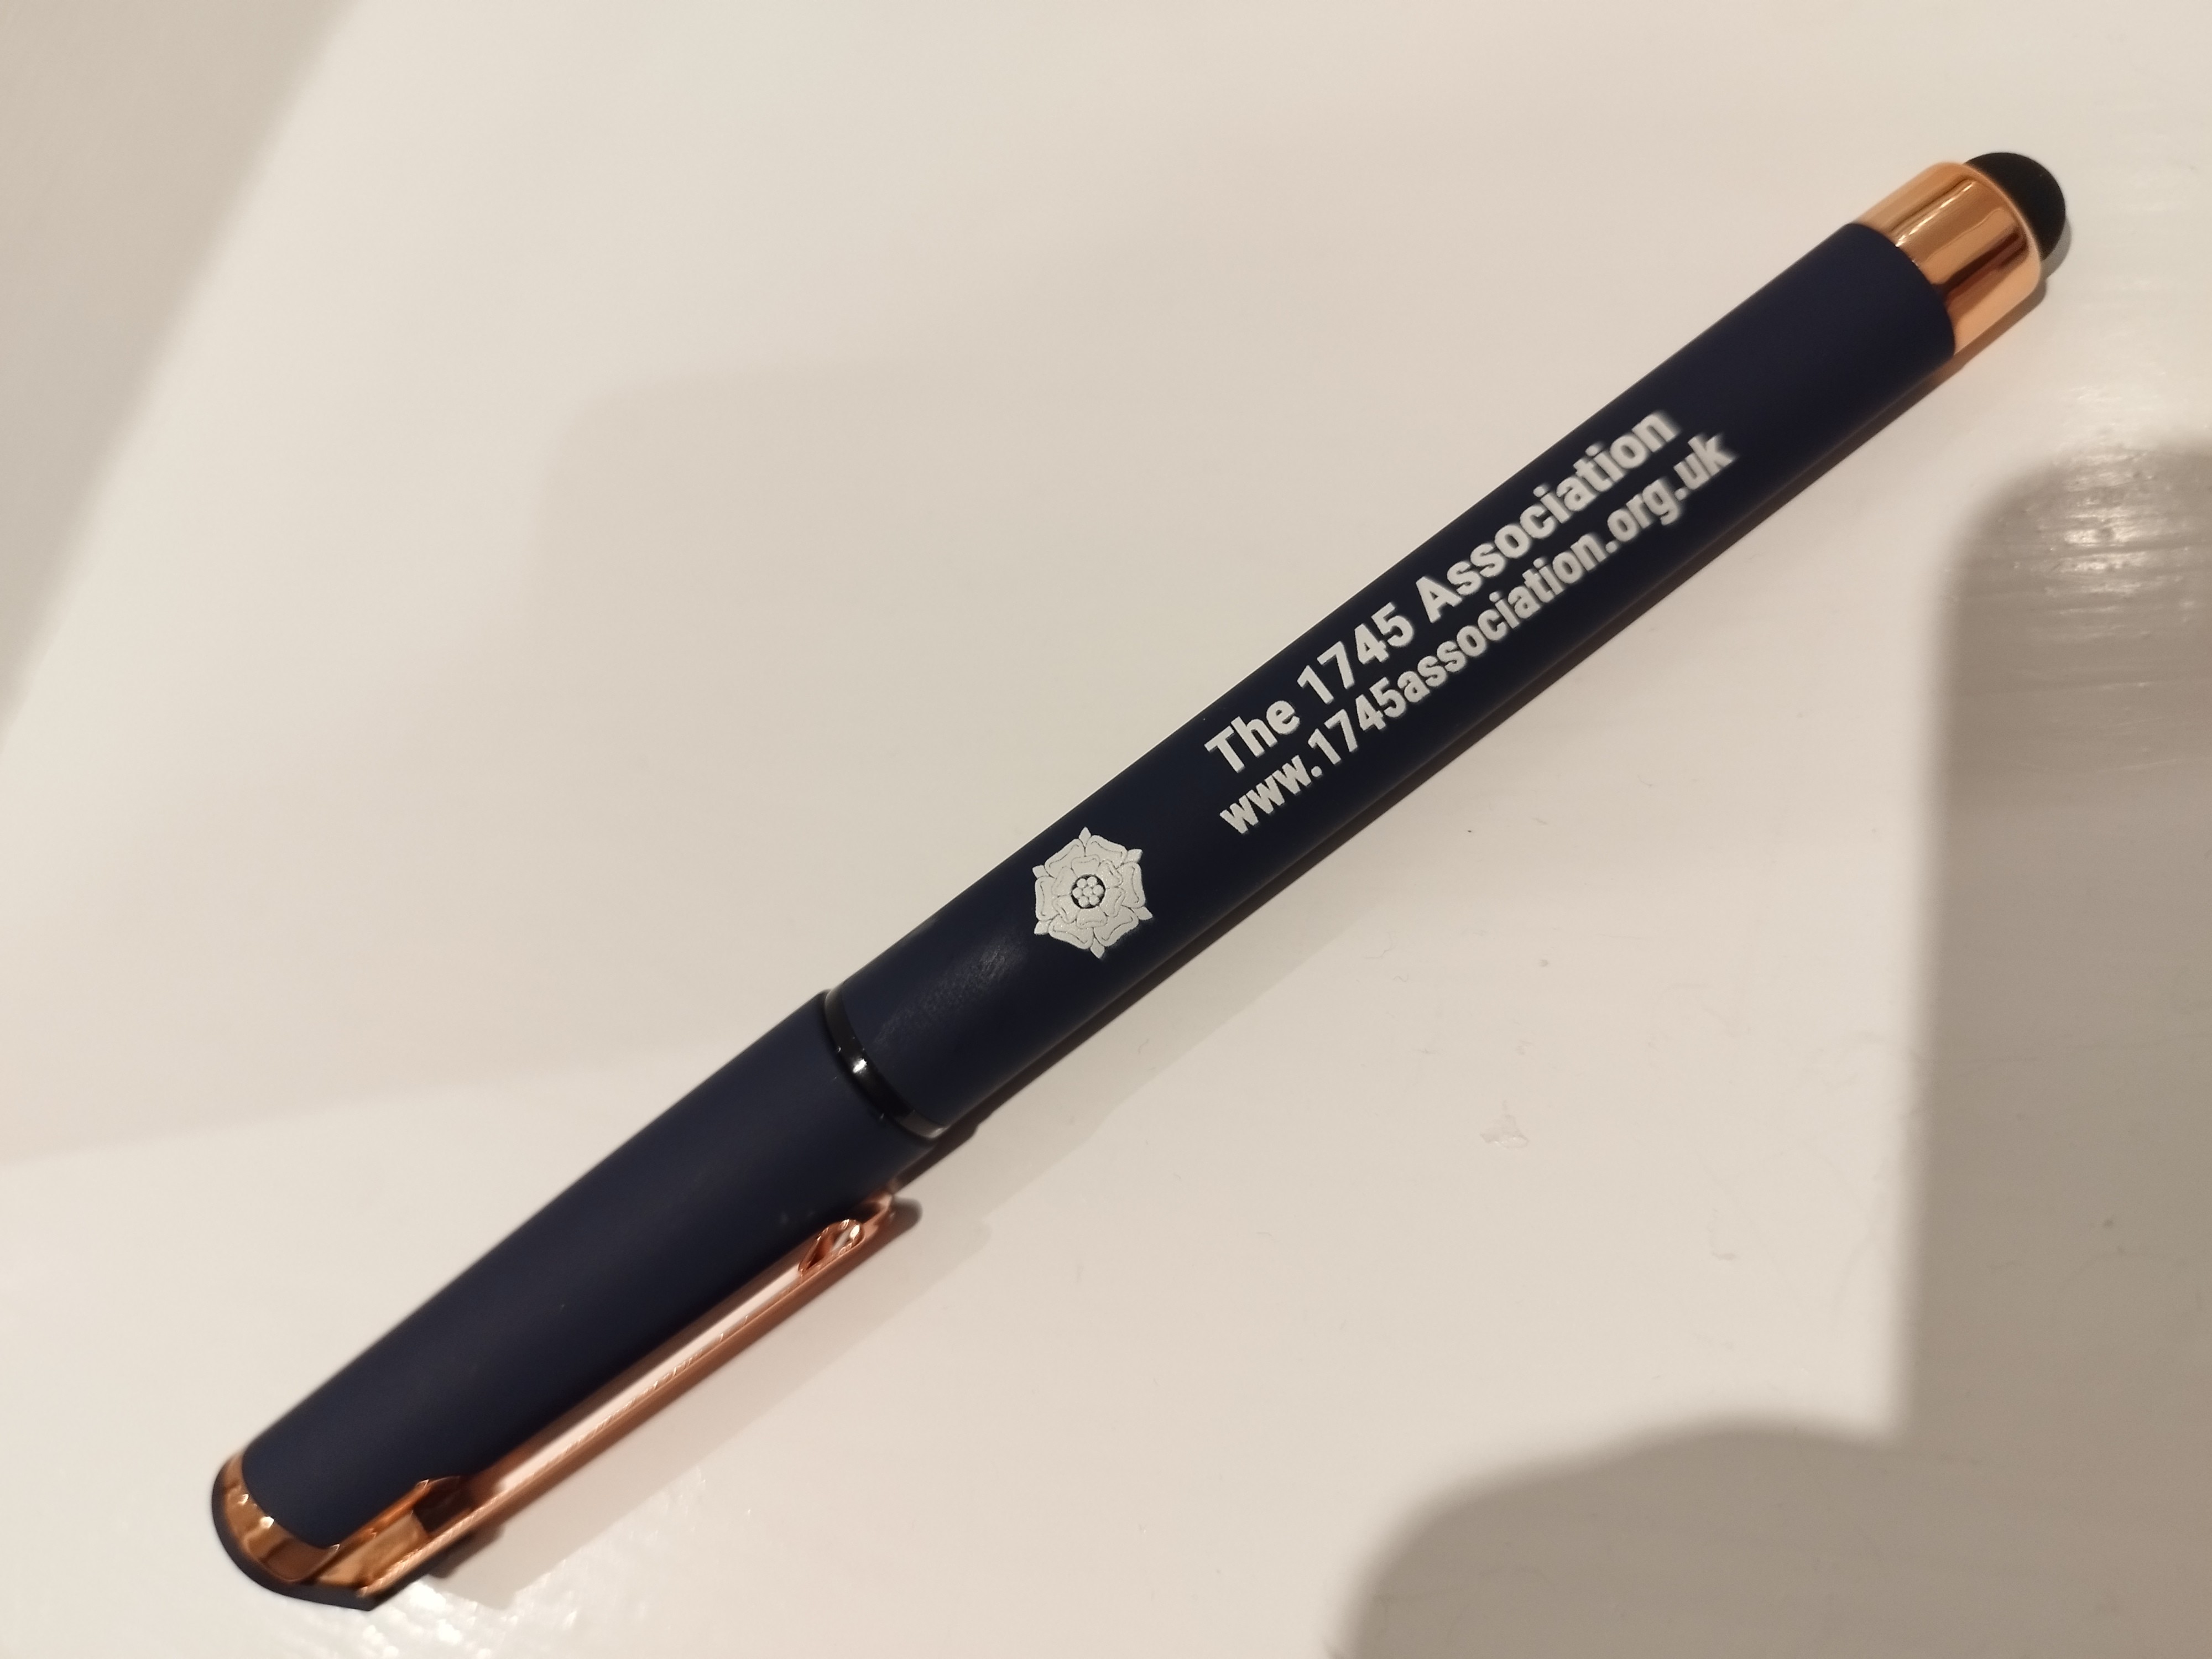 The 1745 Association
www.1745association.org.uk